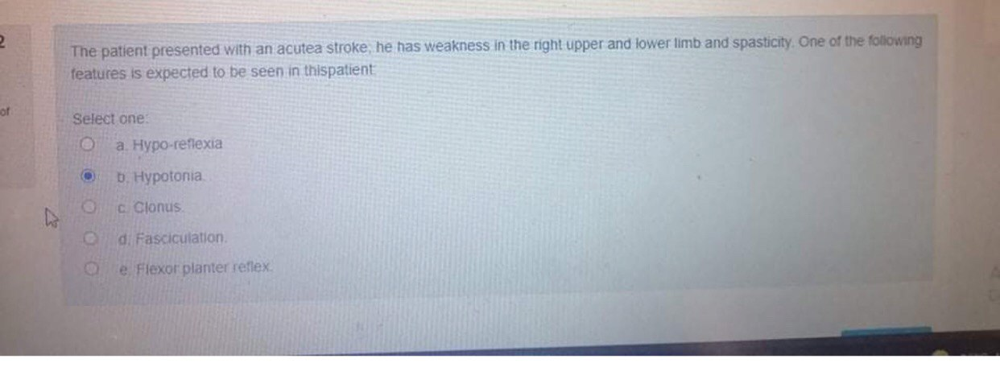 2
The patient presented with an acutea stroke; he has weakness in the right upper and lower limb and spasticity. One of the following
features is expected to be seen in thispatient:
of
Select one:
a. Hypo-reflexia
b. Hypotonia.
c. Clonus.
d. Fasciculation.
e. Flexor planter reflex.